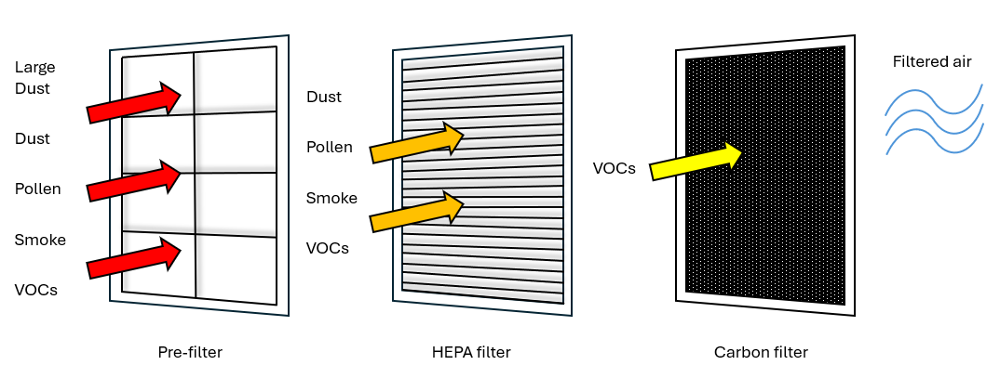 Large
Dust
Dust
Pollen
Smoke
VOCs
Pre-filter
Dust
Pollen
Smoke
VOCs
HEPA filter
VOCs
Carbon filter
Filtered air